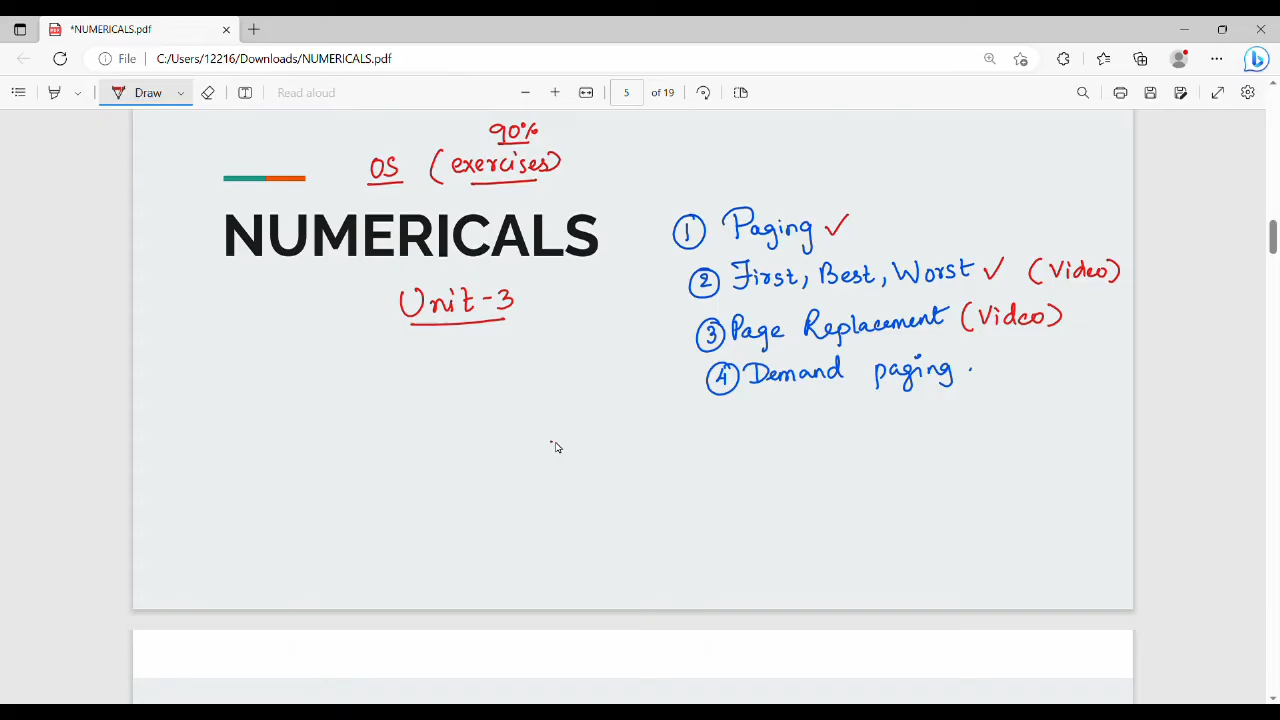 *NUMERICALS.pdf
File C:/Users/12216/Downloads/NUMERICALS.pdf
Draw Read aloud 5 of 19
90%
OS (exercises)
NUMERICALS
Unit-3
1 Paging ✓
2 First, Best, Worst ✓ (Video)
3 Page Replacement (Video)
4 Demand paging.